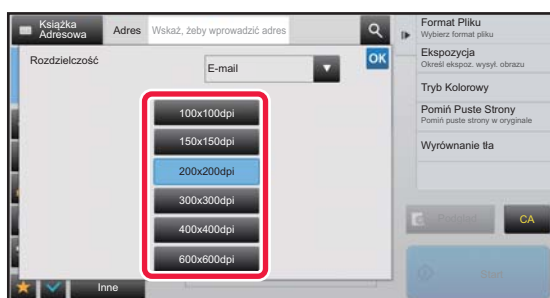 Książka
Adresowa
Adres
Wskaż, żeby wprowadzić adres
Rozdzielczość
E-mail
OK
100x100dpi
150x150dpi
200x200dpi
300x300dpi
400x400dpi
600x600dpi
Inne
Format Pliku
Wybierz format pliku
Ekspozycja
Określ ekspoz. wysył. obrazu
Tryb Kolorowy
Pomiń Puste Strony
Pomiń puste strony w oryginale
Wyrównanie tła
Podgląd
CA
Start